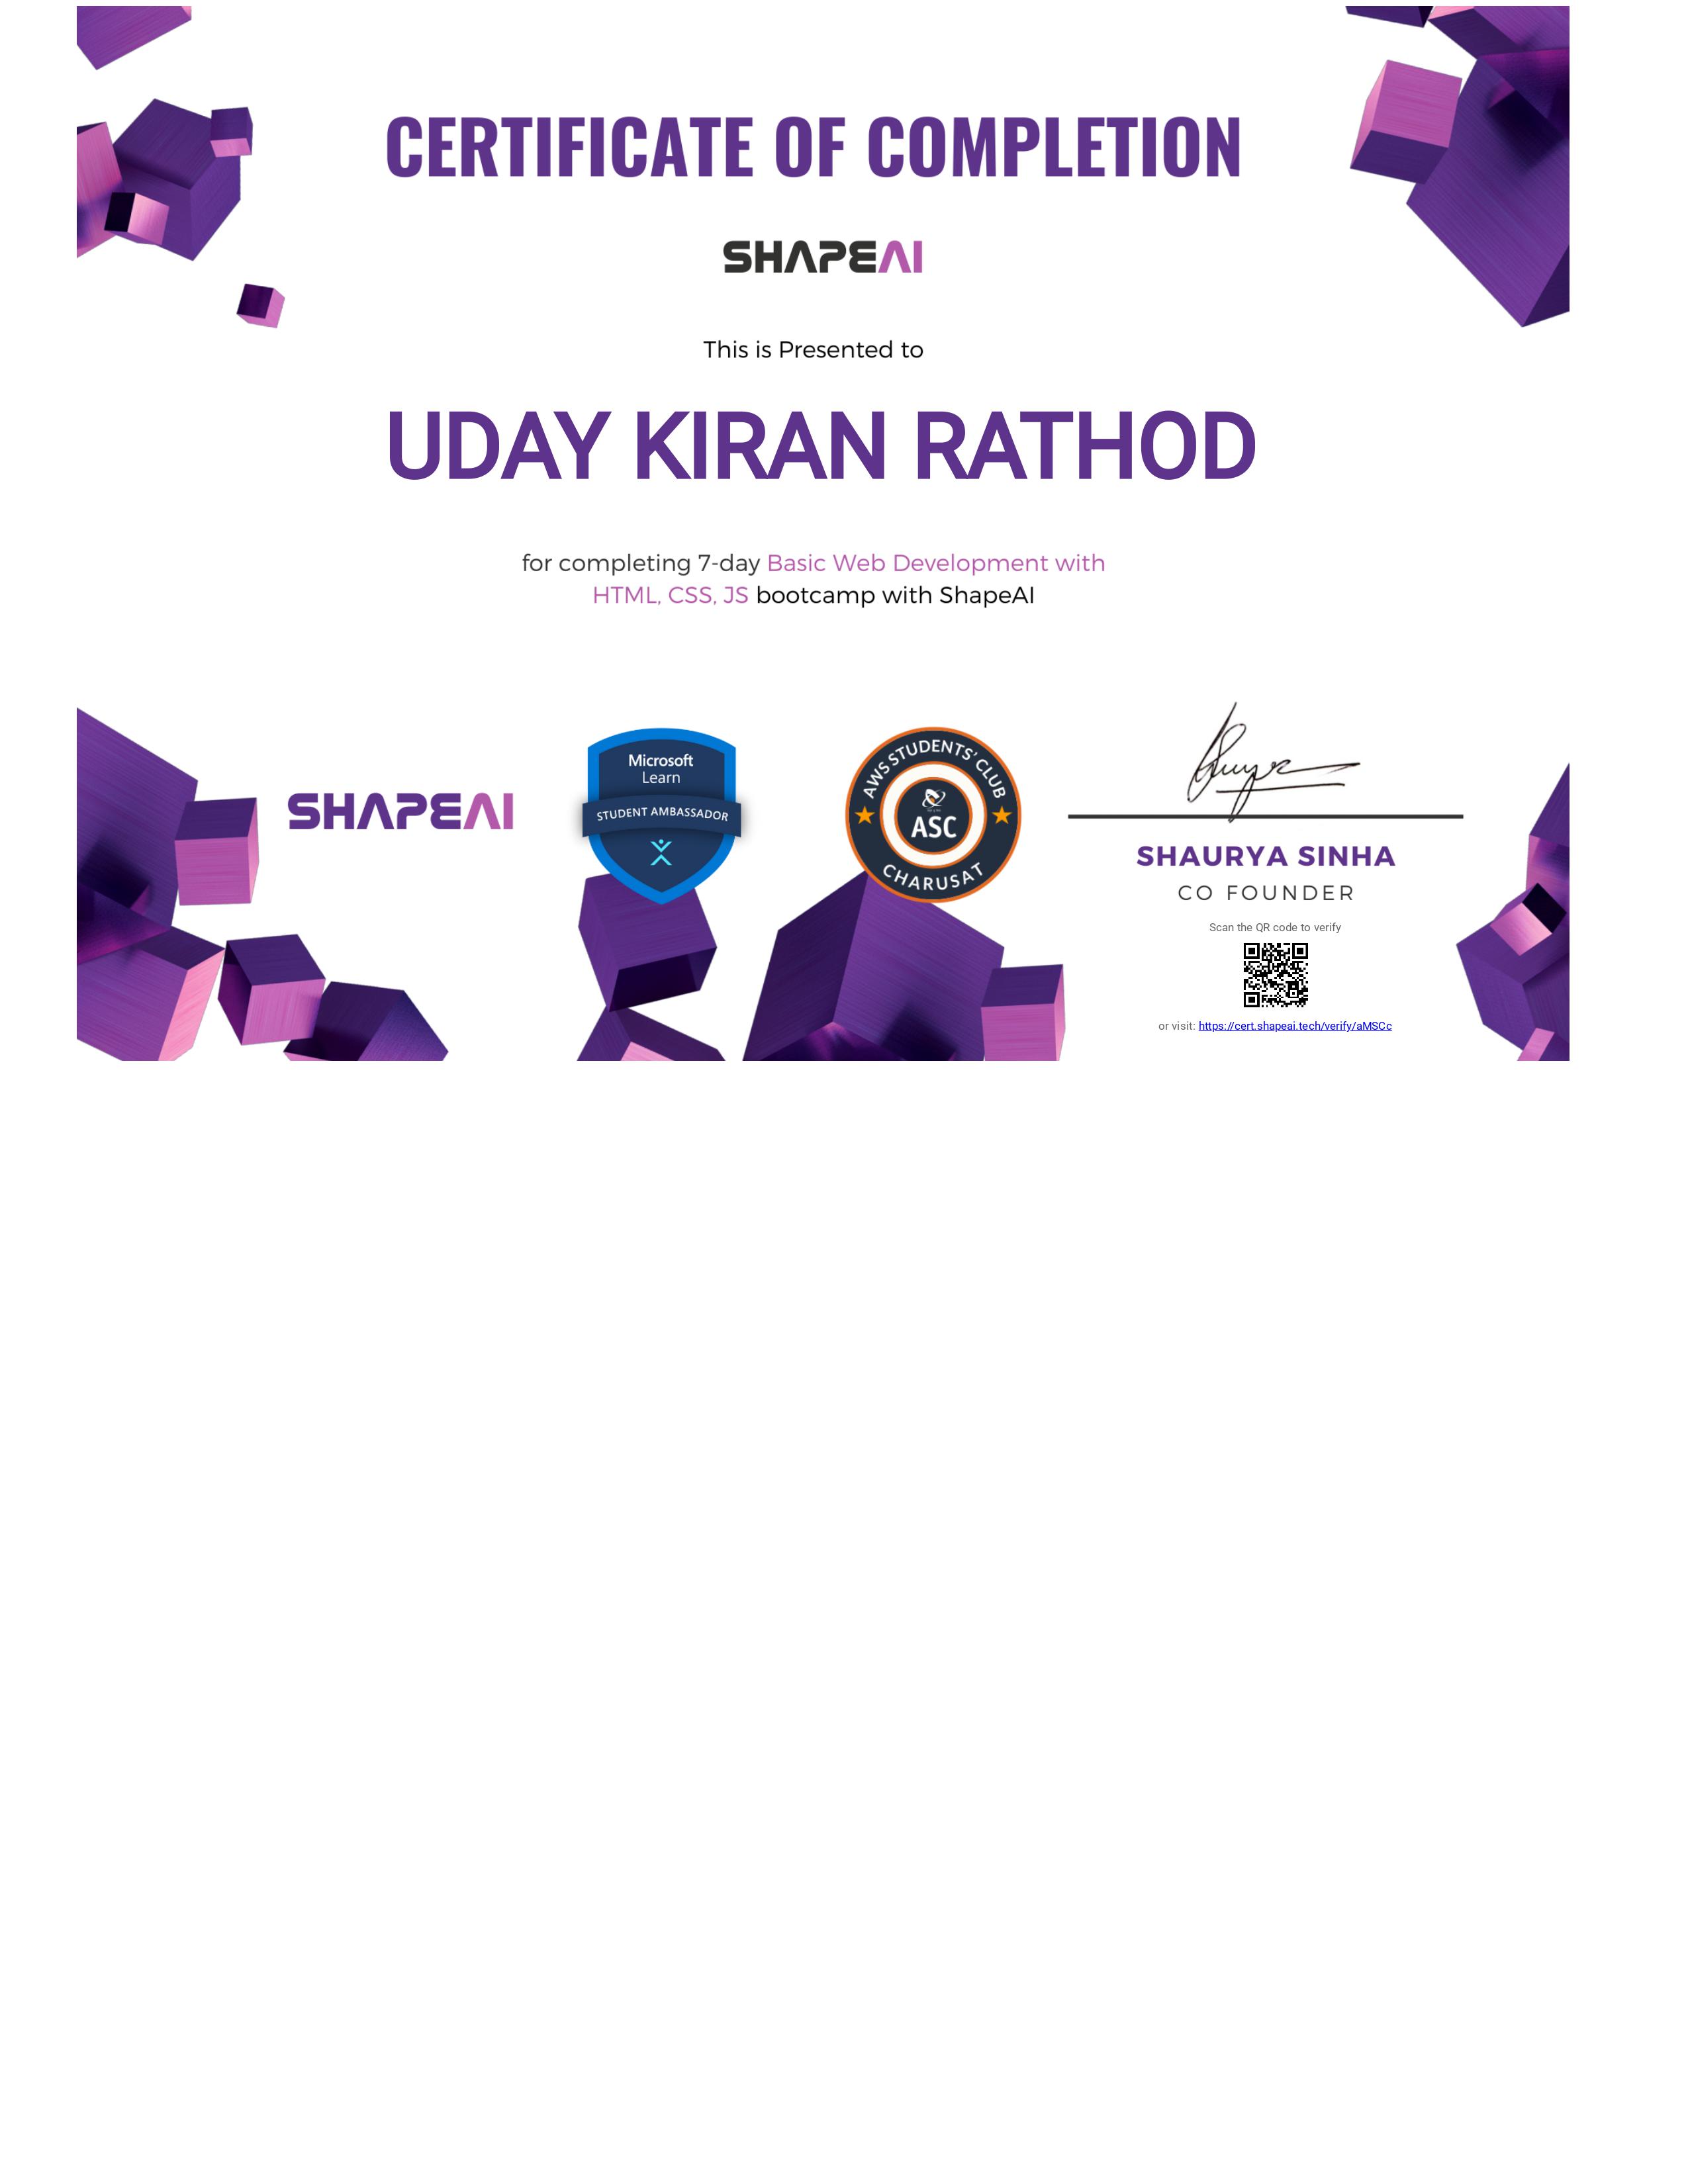 CERTIFICATE OF COMPLETION
SHAPEAI
This is Presented to
UDAY KIRAN RATHOD
for completing 7-day Basic Web Development with
HTML, CSS, JS bootcamp with ShapeAI
SHAPEAI
Microsoft
Learn
STUDENT AMBASSADOR
AWS STUDENTS' CLUB
ASC
CHARUSAT
SHAURYA SINHA
CO FOUNDER
Scan the QR code to verify
or visit: https://cert.shapeai.tech/verify/aMSCc